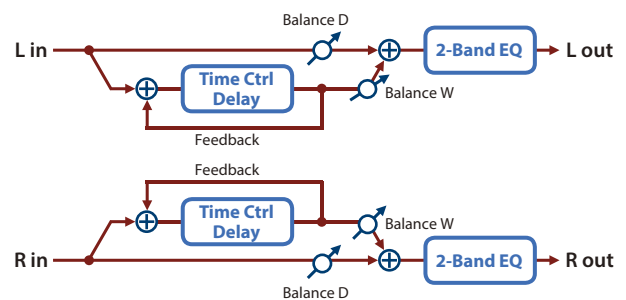 Balance D
L in
2-Band EQ
L out
Time Ctrl
Delay
Balance W
Feedback
Feedback
Time Ctrl
Delay
Balance W
R in
2-Band EQ
R out
Balance D